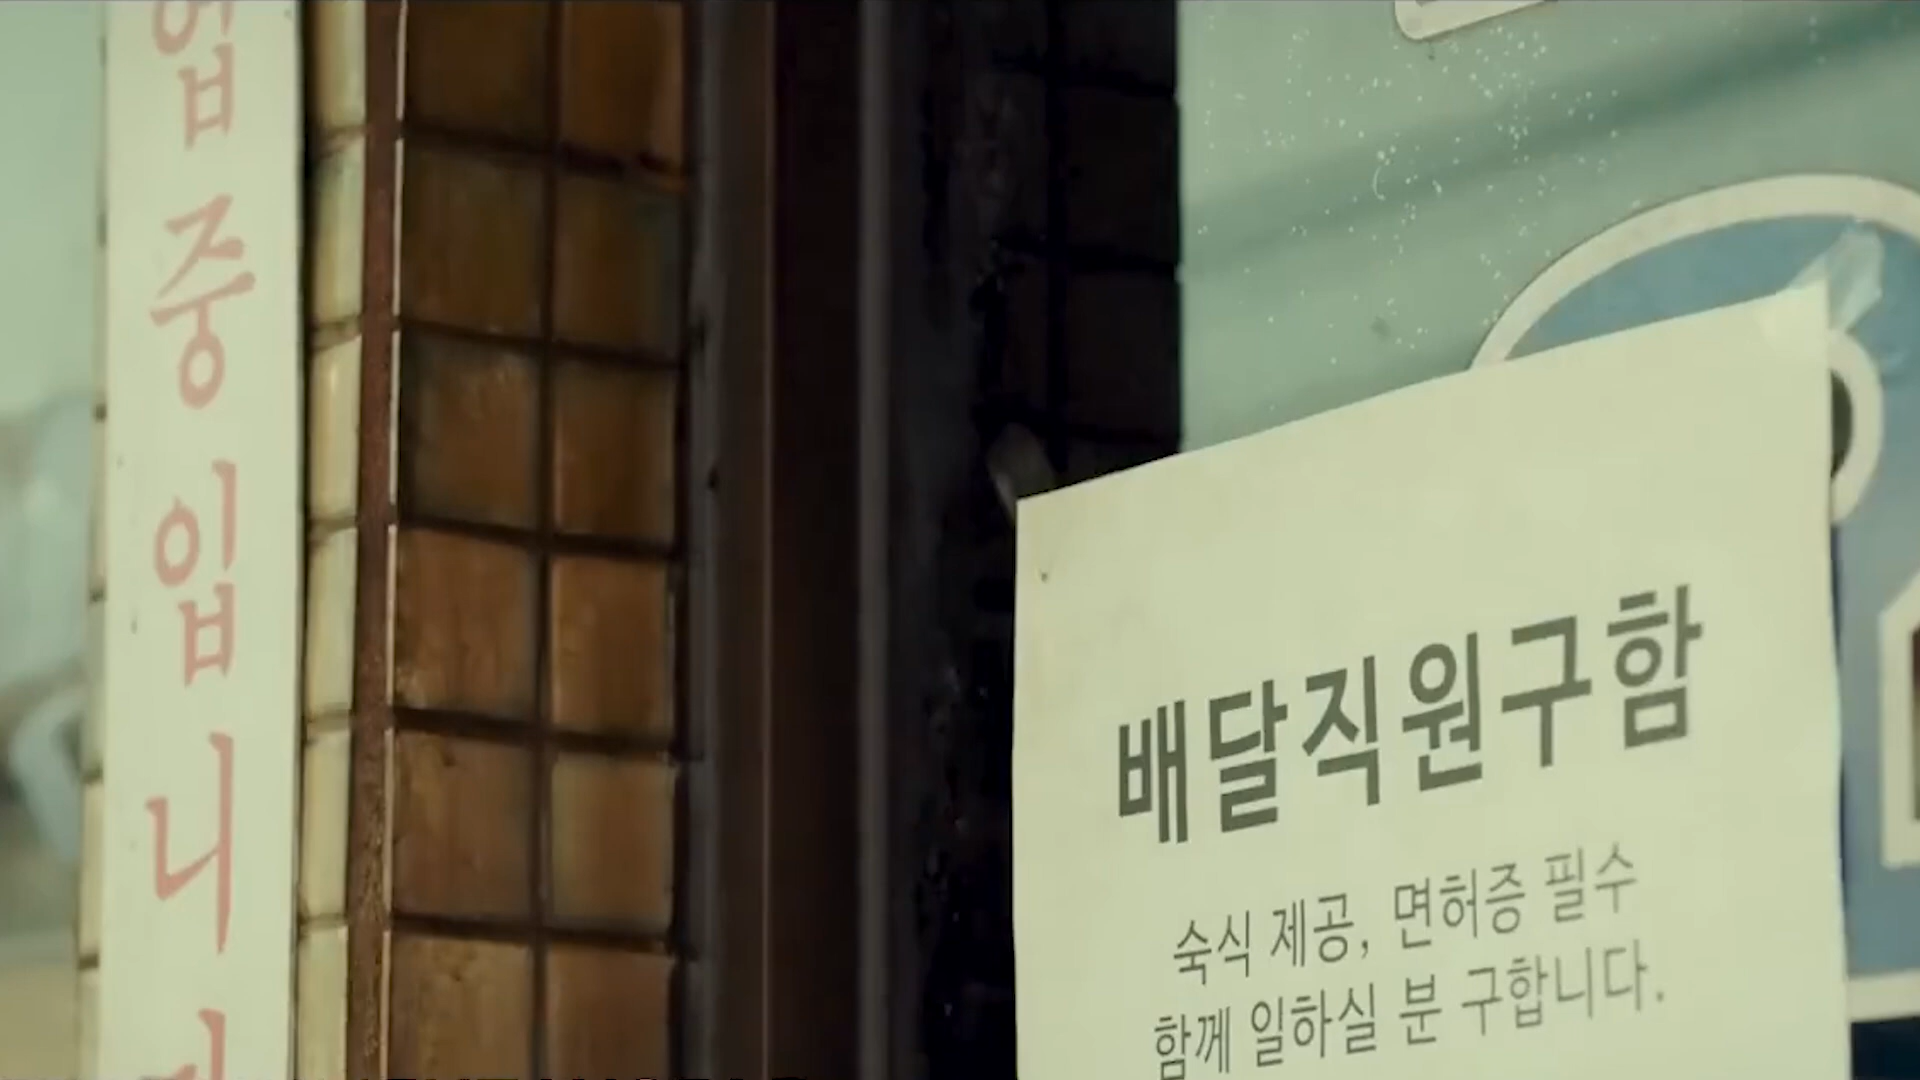 업중입니다
배달직원구함
숙식 제공, 면허증 필수
함께 일하실 분 구합니다.